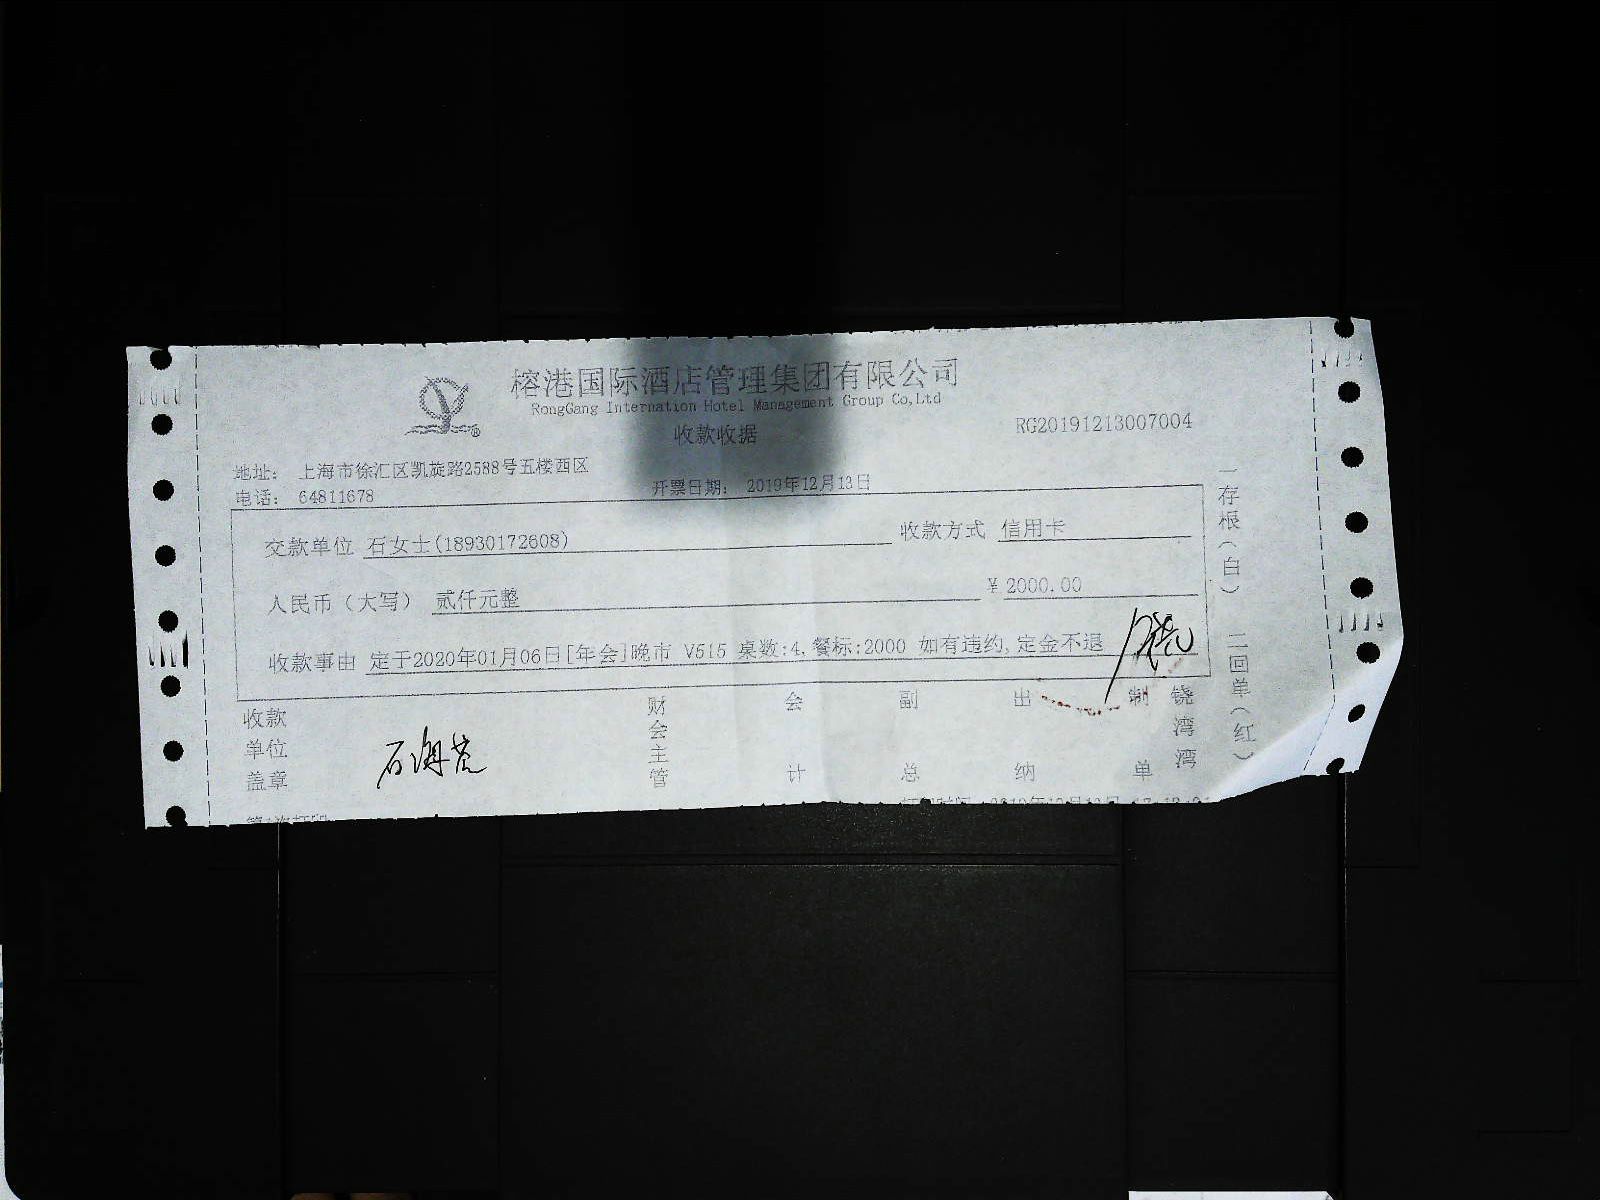 榕港国际酒店管理集团有限公司
RongGang Internation Hotel Management Group Co,Ltd
收款收据
RG20191213007004
地址： 上海市徐汇区凯旋路2588号五楼西区
电话： 64811678
开票日期： 2019年12月13日
交款单位 石女士(18930172608)
收款方式 信用卡
人民币（大写） 贰仟元整
¥ 2000.00
收款事由 定于2020年01月06日[年会]晚市 V515 桌数:4,餐标:2000 如有违约,定金不退
收款单位盖章
财会主管
会计
副总
出纳
制单
饶湾湾
一存根（白） 二回单（红）